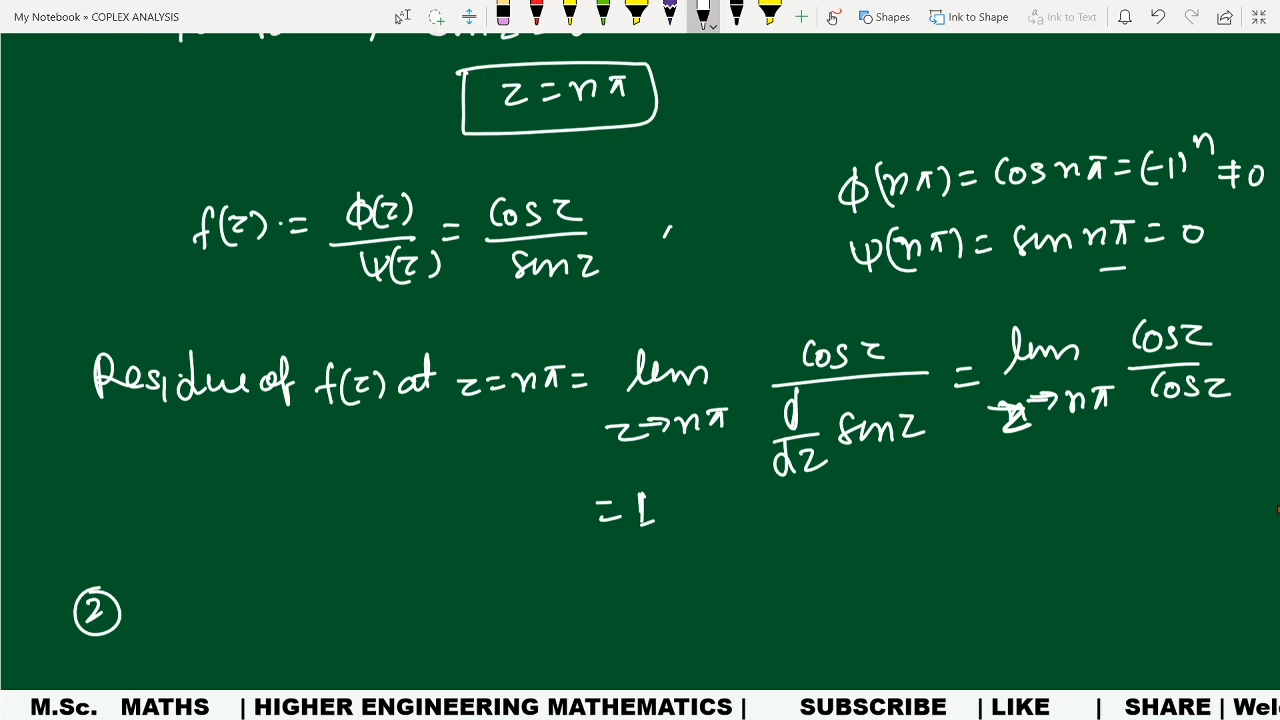 My Notebook » COPLEX ANALYSIS
Shapes Ink to Shape Ink to Text
z = nπ
ϕ(nπ) = cos nπ = (-1)ⁿ ≠ 0
f(z) = ϕ(z)/ψ(z) = cos z / sin z ,
ψ(nπ) = sin nπ = 0
Residue of f(z) at z = nπ = lim z→nπ cos z / (d/dz sin z) = lim z→nπ cos z / cos z
= 1
②
M.Sc. MATHS | HIGHER ENGINEERING MATHEMATICS | SUBSCRIBE | LIKE | SHARE | Wel